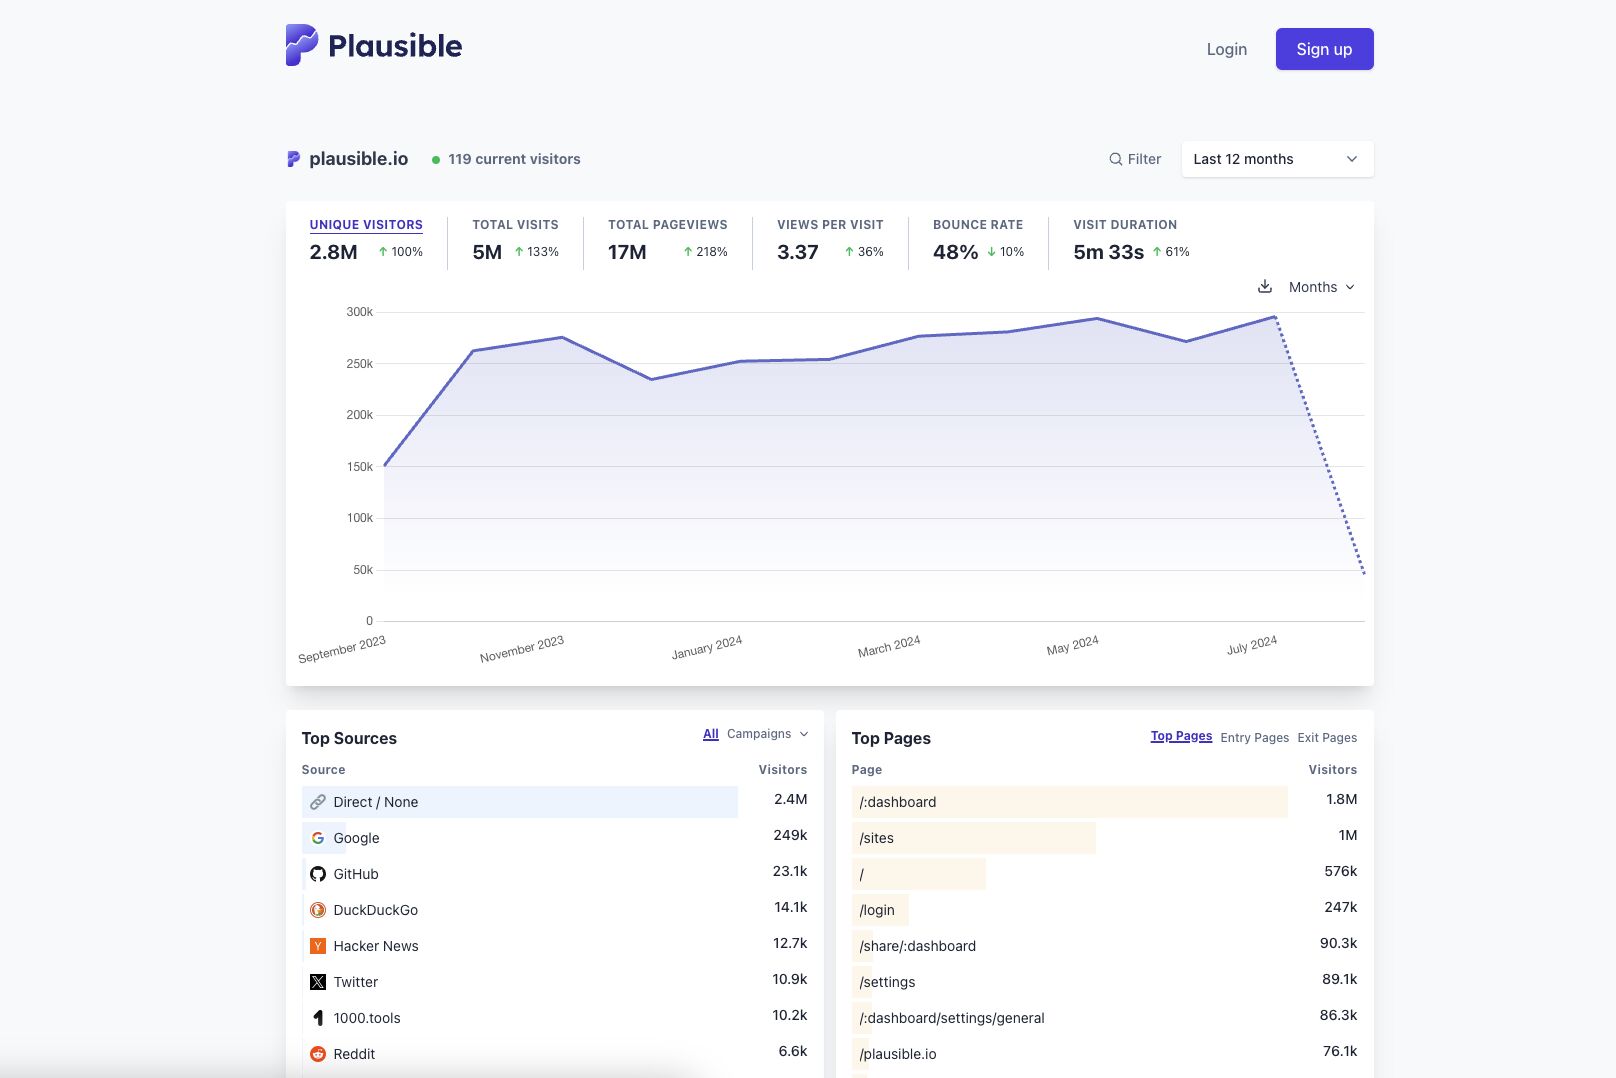 Plausible
Login
Sign up
plausible.io
119 current visitors
Filter
Last 12 months
UNIQUE VISITORS
2.8M
100%
TOTAL VISITS
5M
133%
TOTAL PAGEVIEWS
17M
218%
VIEWS PER VISIT
3.37
36%
BOUNCE RATE
48%
10%
VISIT DURATION
5m 33s
61%
Months
300k
250k
200k
150k
100k
50k
0
September 2023
November 2023
January 2024
March 2024
May 2024
July 2024
Top Sources
All
Campaigns
Source
Visitors
Direct / None
2.4M
Google
249k
GitHub
23.1k
DuckDuckGo
14.1k
Hacker News
12.7k
Twitter
10.9k
1000.tools
10.2k
Reddit
6.6k
Top Pages
Top Pages
Entry Pages
Exit Pages
Page
Visitors
/:dashboard
1.8M
/sites
1M
/
576k
/login
247k
/share/:dashboard
90.3k
/settings
89.1k
/:dashboard/settings/general
86.3k
/plausible.io
76.1k